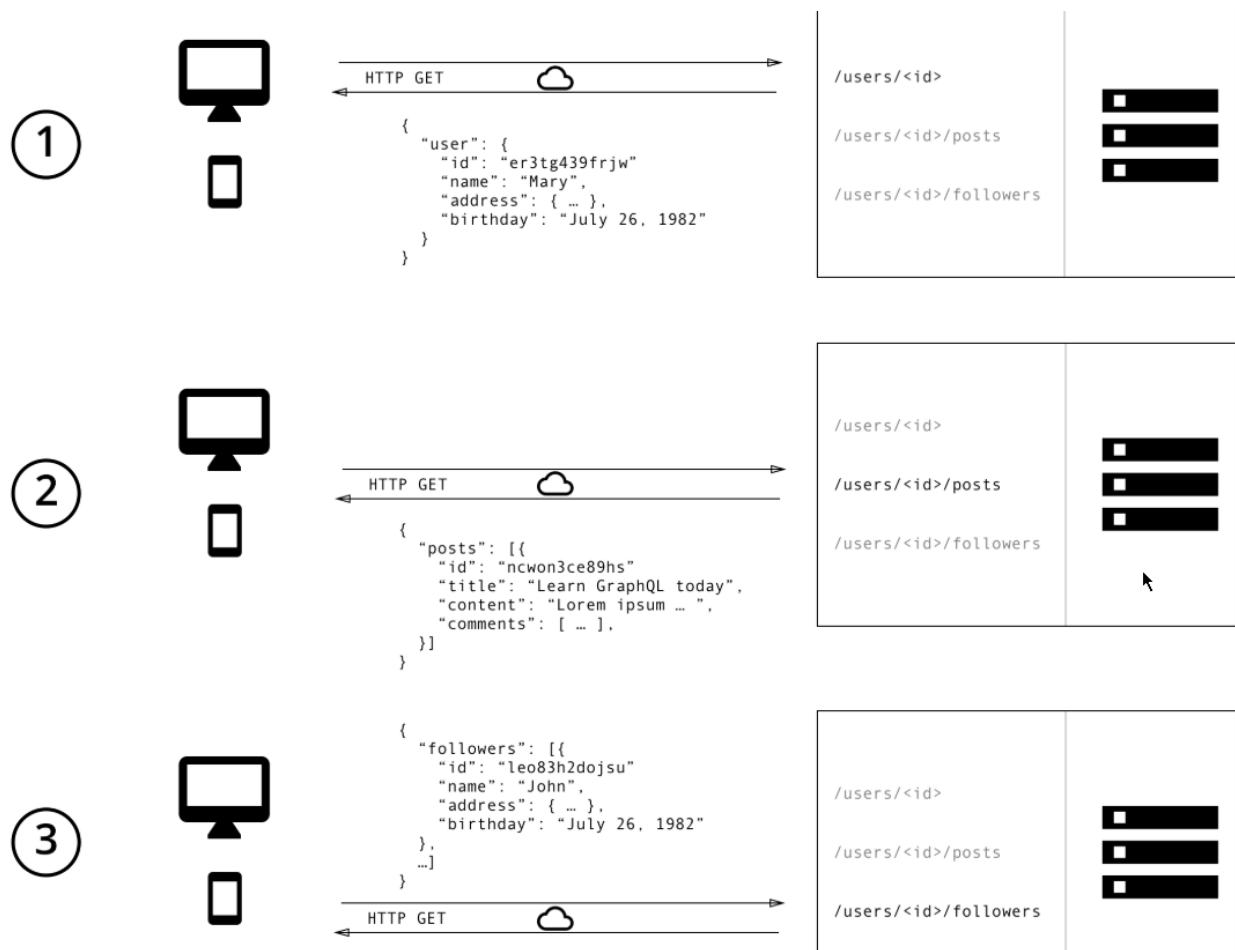 1
HTTP GET
{
“user”: {
“id”: “er3tg439frjw”
“name”: “Mary”,
“address”: { … },
“birthday”: “July 26, 1982”
}
}
/users/<id>
/users/<id>/posts
/users/<id>/followers
2
HTTP GET
{
“posts”: [{
“id”: “ncwon3ce89hs”
“title”: “Learn GraphQL today”,
“content”: “Lorem ipsum … ”,
“comments”: [ … ],
}]
}
/users/<id>
/users/<id>/posts
/users/<id>/followers
3
{
“followers”: [{
“id”: “leo83h2dojsu”
“name”: “John”,
“address”: { … },
“birthday”: “July 26, 1982”
},
…]
}
HTTP GET
/users/<id>
/users/<id>/posts
/users/<id>/followers